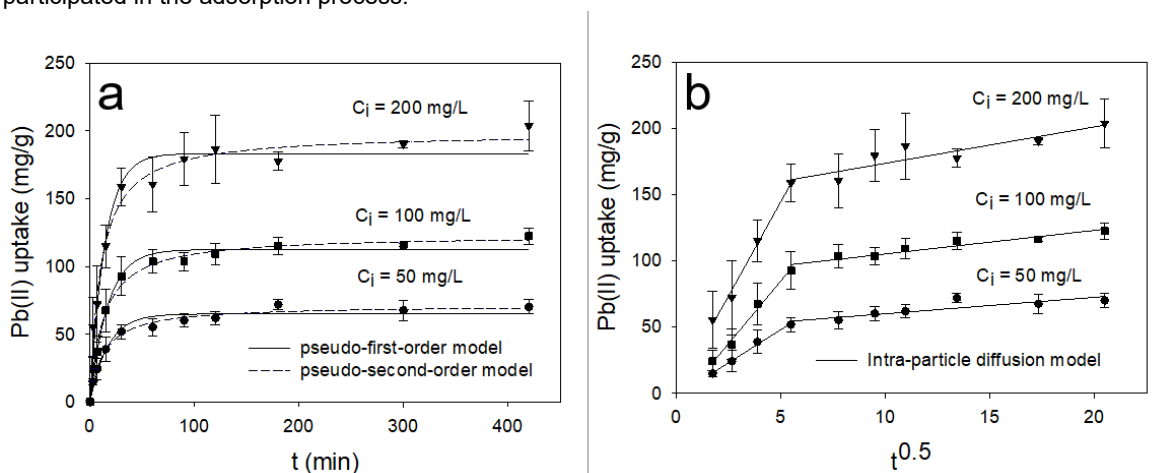 participated in the adsorption process.
a
Pb(II) uptake (mg/g)
250
200
150
100
50
0
Ci = 200 mg/L
Ci = 100 mg/L
Ci = 50 mg/L
pseudo-first-order model
pseudo-second-order model
0 100 200 300 400
t (min)
b
Pb(II) uptake (mg/g)
250
200
150
100
50
0
Ci = 200 mg/L
Ci = 100 mg/L
Ci = 50 mg/L
Intra-particle diffusion model
0 5 10 15 20
t0.5